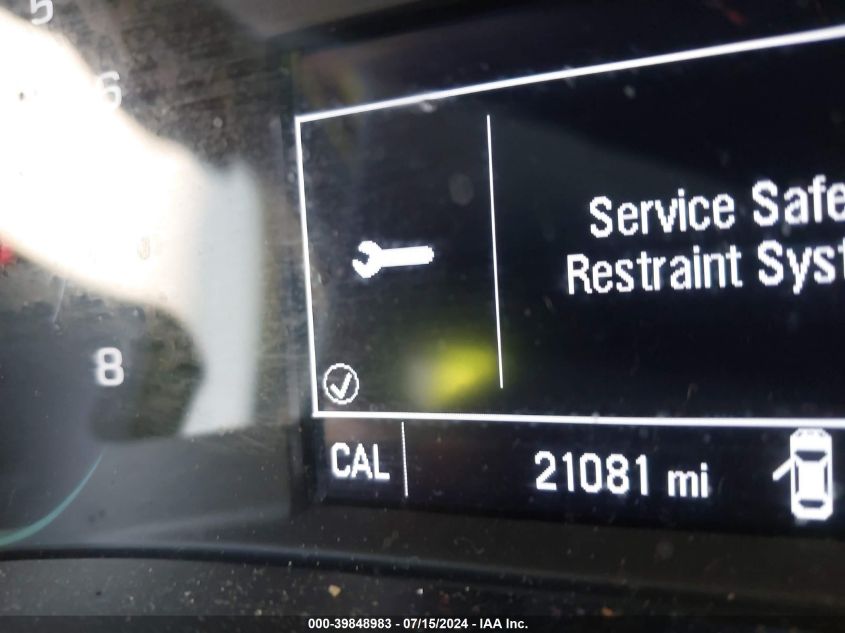 5
6
8
Service Safe
Restraint Syst
CAL
21081 mi
000-39848983 - 07/15/2024 - IAA Inc.